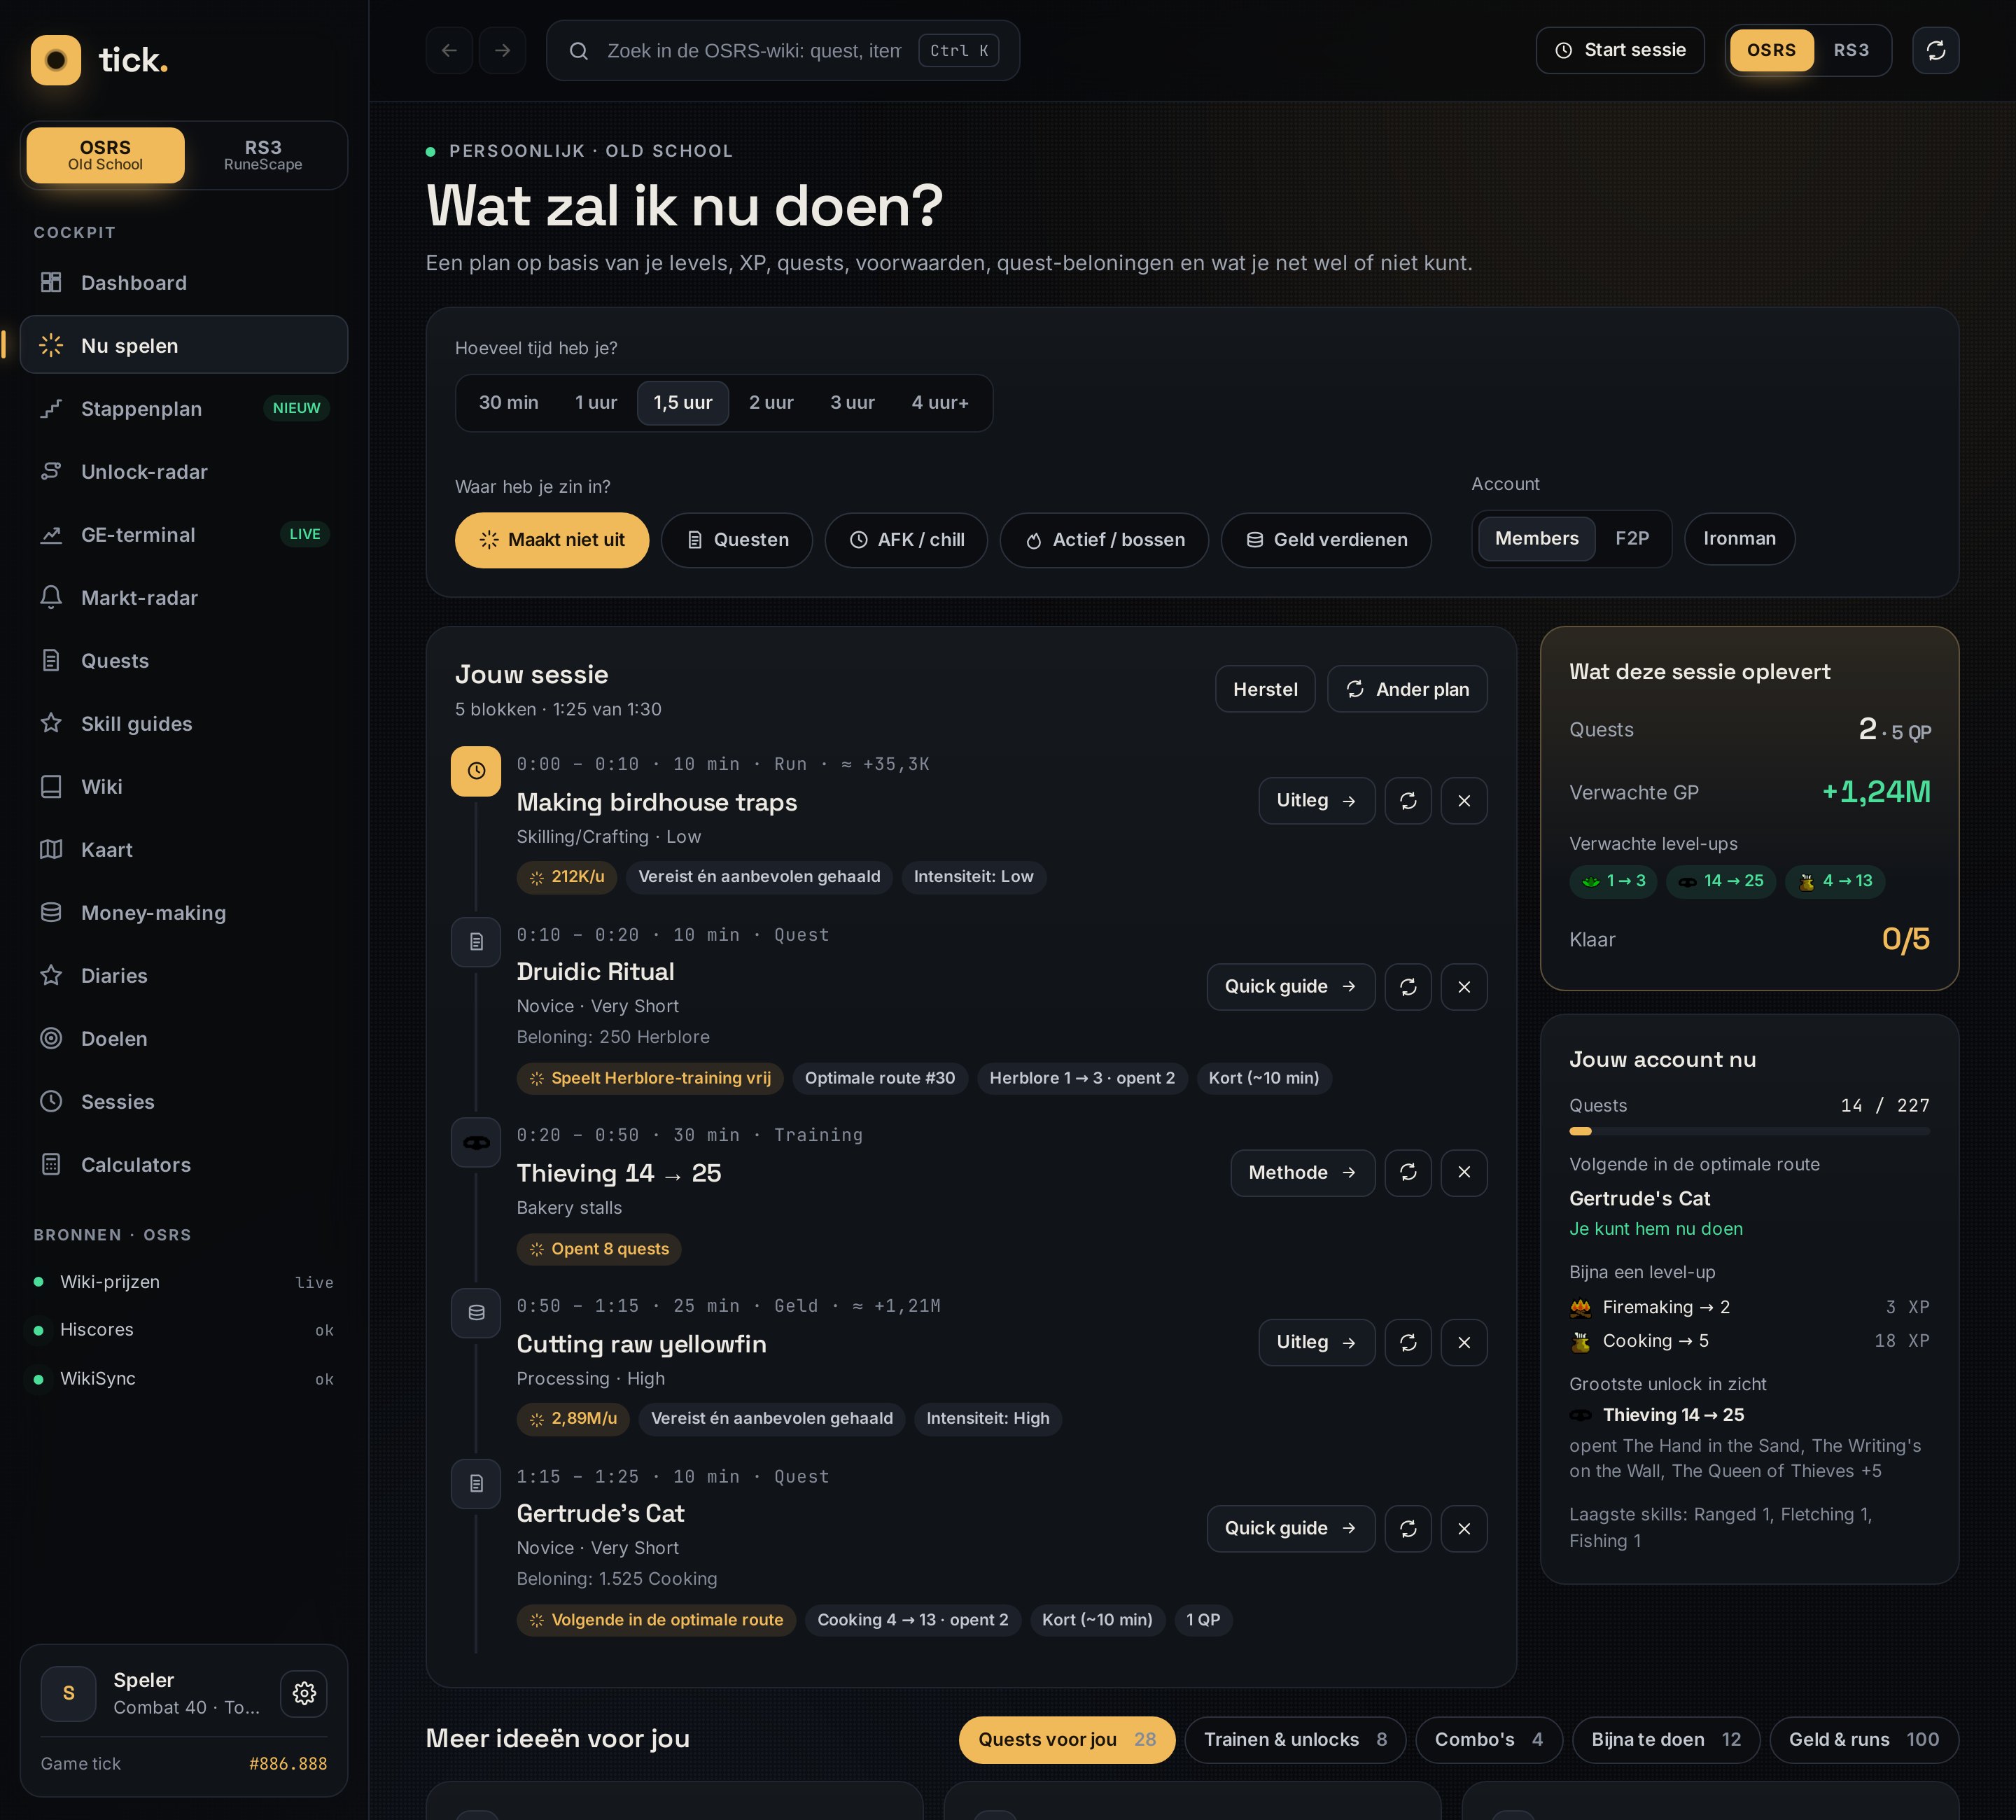 tick.
OSRS
Old School
RS3
RuneScape
COCKPIT
Dashboard
Nu spelen
Stappenplan NIEUW
Unlock-radar
GE-terminal LIVE
Markt-radar
Quests
Skill guides
Wiki
Kaart
Money-making
Diaries
Doelen
Sessies
Calculators
BRONNEN · OSRS
Wiki-prijzen live
Hiscores ok
WikiSync ok
S
Speler
Combat 40 · To...
Game tick #886.888
Zoek in de OSRS-wiki: quest, item Ctrl K
Start sessie
OSRS RS3
PERSOONLIJK · OLD SCHOOL
Wat zal ik nu doen?
Een plan op basis van je levels, XP, quests, voorwaarden, quest-beloningen en wat je net wel of niet kunt.
Hoeveel tijd heb je?
30 min 1 uur 1,5 uur 2 uur 3 uur 4 uur+
Waar heb je zin in?
Maakt niet uit Questen AFK / chill Actief / bossen Geld verdienen
Account
Members F2P Ironman
Jouw sessie
5 blokken · 1:25 van 1:30
Herstel Ander plan
0:00 – 0:10 · 10 min · Run · ≈ +35,3K
Making birdhouse traps
Skilling/Crafting · Low
212K/u Vereist én aanbevolen gehaald Intensiteit: Low
Uitleg →
0:10 – 0:20 · 10 min · Quest
Druidic Ritual
Novice · Very Short
Beloning: 250 Herblore
Speelt Herblore-training vrij Optimale route #30 Herblore 1 → 3 · opent 2 Kort (~10 min)
Quick guide →
0:20 – 0:50 · 30 min · Training
Thieving 14 → 25
Bakery stalls
Opent 8 quests
Methode →
0:50 – 1:15 · 25 min · Geld · ≈ +1,21M
Cutting raw yellowfin
Processing · High
2,89M/u Vereist én aanbevolen gehaald Intensiteit: High
Uitleg →
1:15 – 1:25 · 10 min · Quest
Gertrude's Cat
Novice · Very Short
Beloning: 1.525 Cooking
Volgende in de optimale route Cooking 4 → 13 · opent 2 Kort (~10 min) 1 QP
Quick guide →
Wat deze sessie oplevert
Quests 2 · 5 QP
Verwachte GP +1,24M
Verwachte level-ups
1 → 3 14 → 25 4 → 13
Klaar 0/5
Jouw account nu
Quests 14 / 227
Volgende in de optimale route
Gertrude's Cat
Je kunt hem nu doen
Bijna een level-up
Firemaking → 2 3 XP
Cooking → 5 18 XP
Grootste unlock in zicht
Thieving 14 → 25
opent The Hand in the Sand, The Writing's
on the Wall, The Queen of Thieves +5
Laagste skills: Ranged 1, Fletching 1,
Fishing 1
Meer ideeën voor jou
Quests voor jou 28 Trainen & unlocks 8 Combo's 4 Bijna te doen 12 Geld & runs 100